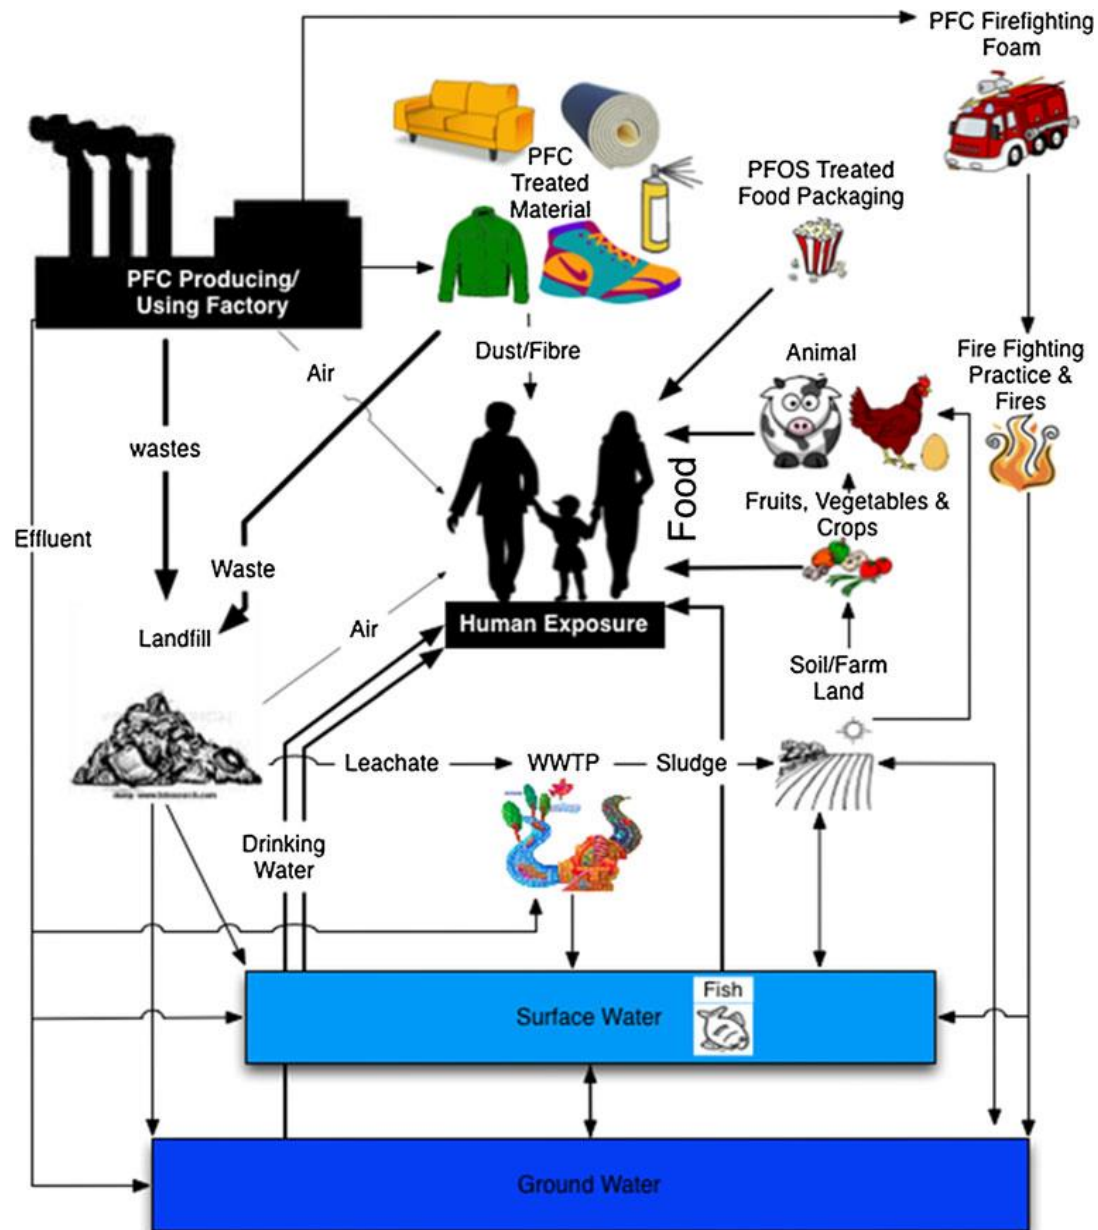 PFC Firefighting
Foam
PFC
Treated
Material
PFOS Treated
Food Packaging
PFC Producing/
Using Factory
Dust/Fibre
Air
Animal
Fire Fighting
Practice &
Fires
wastes
Food
Fruits, Vegetables &
Crops
Effluent
Waste
Landfill
Air
Human Exposure
Soil/Farm
Land
Leachate
WWTP
Sludge
Drinking
Water
Fish
Surface Water
Ground Water